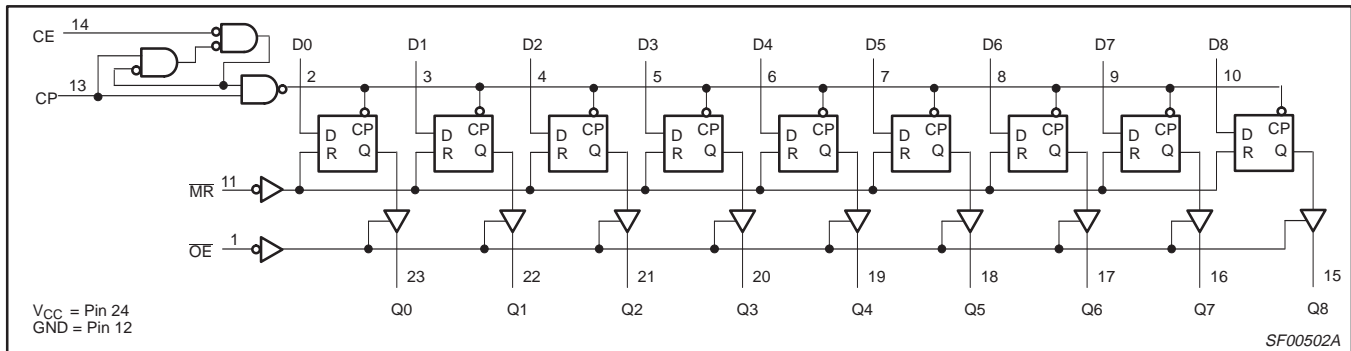 CE 14
D0 D1 D2 D3 D4 D5 D6 D7 D8
CP 13
2 3 4 5 6 7 8 9 10
CP CP CP CP CP CP CP CP CP
D D D D D D D D D
R Q R Q R Q R Q R Q R Q R Q R Q R Q
MR 11
OE 1
23 22 21 20 19 18 17 16 15
Q0 Q1 Q2 Q3 Q4 Q5 Q6 Q7 Q8
VCC = Pin 24
GND = Pin 12
SF00502A